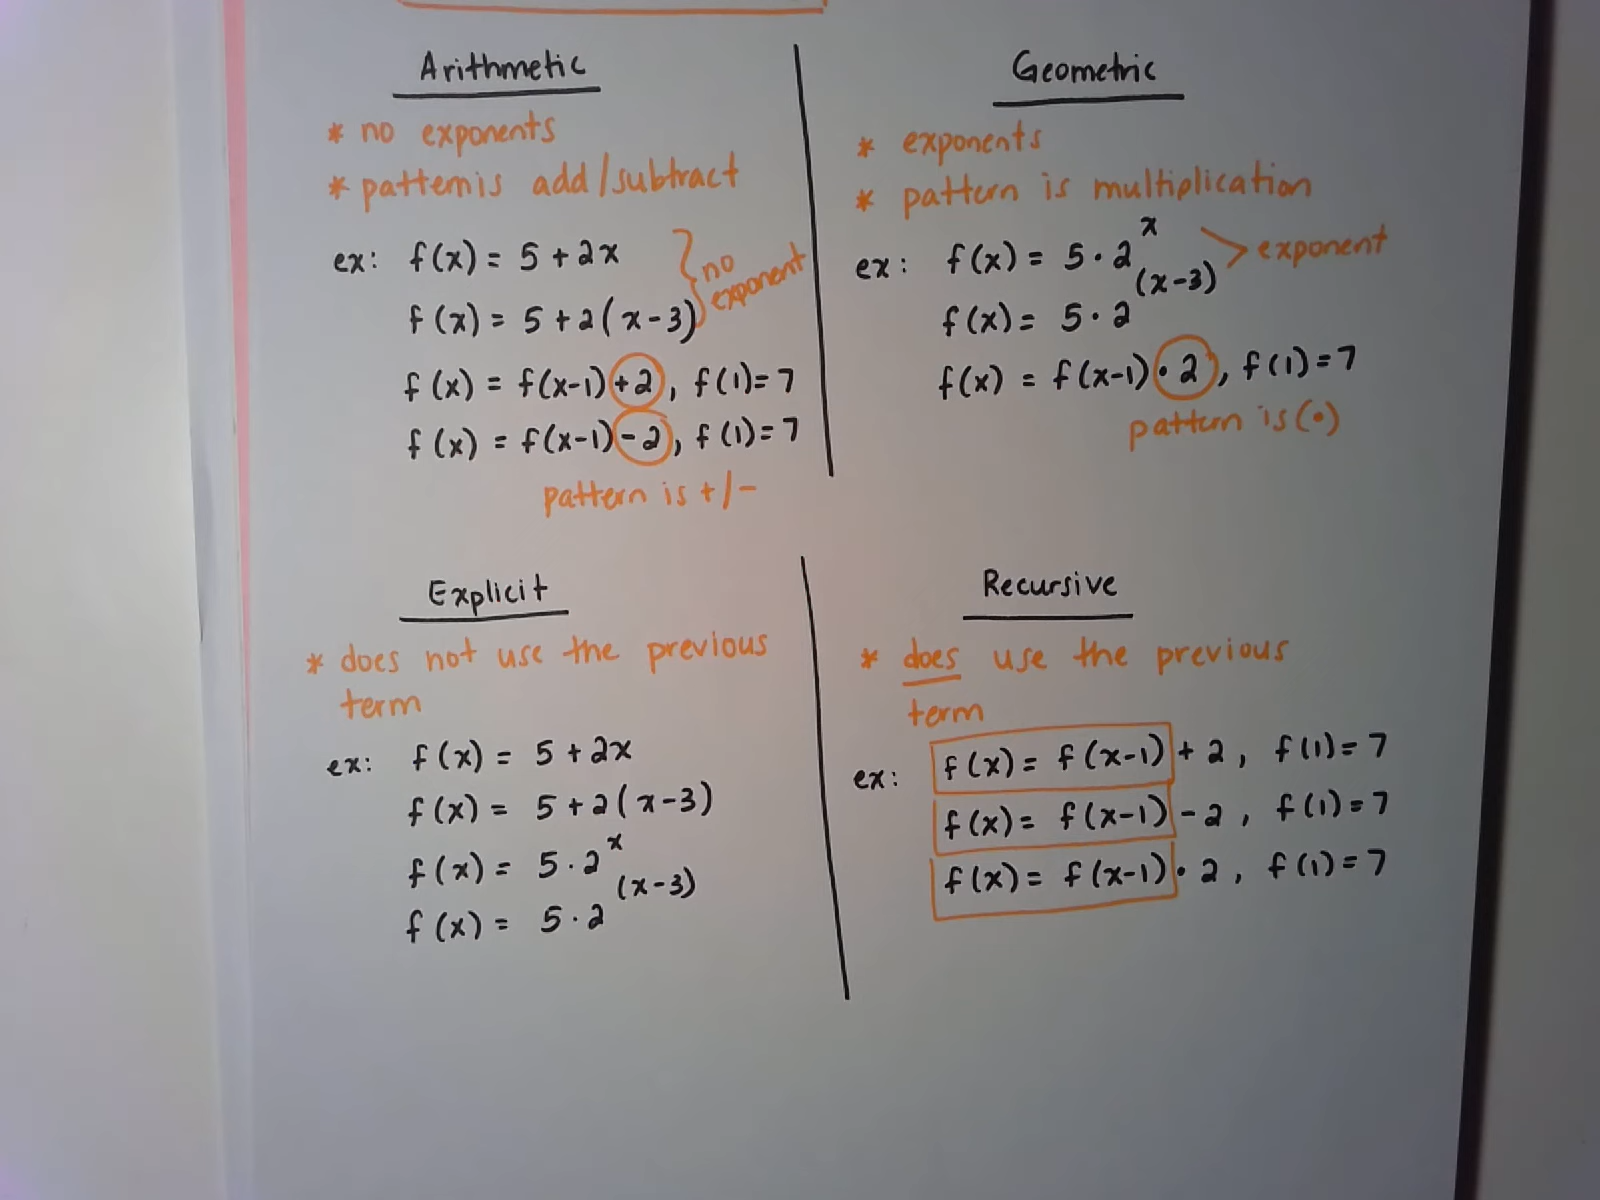 Arithmetic
* no exponents
* pattern is add/subtract
ex: f(x) = 5 + 2x
f(x) = 5 + 2(x-3)
no exponent
f(x) = f(x-1) +2, f(1)=7
f(x) = f(x-1) -2, f(1)=7
pattern is +/-
Geometric
* exponents
* pattern is multiplication
ex: f(x) = 5·2^x
f(x) = 5·2^(x-3)
> exponent
f(x) = f(x-1)·2, f(1)=7
pattern is (·)
Explicit
* does not use the previous
term
ex: f(x) = 5 + 2x
f(x) = 5 + 2(x-3)
f(x) = 5·2^x
f(x) = 5·2^(x-3)
Recursive
* does use the previous
term
ex: f(x) = f(x-1) + 2, f(1)=7
f(x) = f(x-1) - 2, f(1)=7
f(x) = f(x-1)·2, f(1)=7